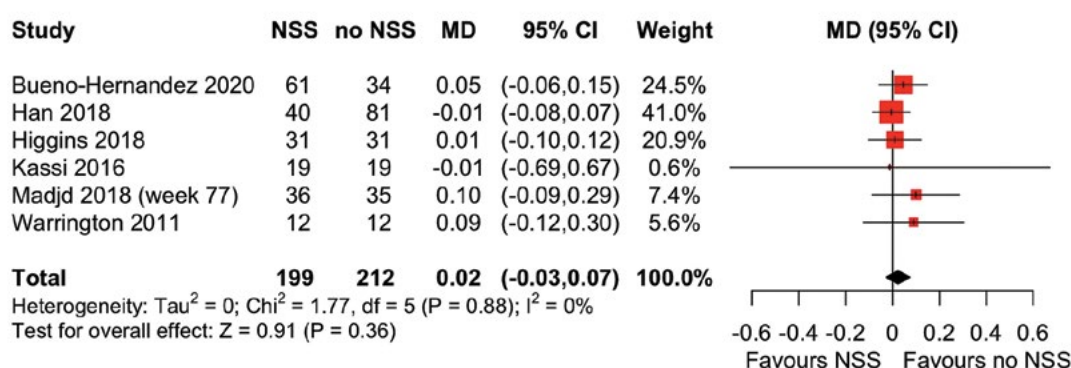 Study NSS no NSS MD 95% CI Weight MD (95% CI)
Bueno-Hernandez 2020 61 34 0.05 (-0.06,0.15) 24.5%
Han 2018 40 81 -0.01 (-0.08,0.07) 41.0%
Higgins 2018 31 31 0.01 (-0.10,0.12) 20.9%
Kassi 2016 19 19 -0.01 (-0.69,0.67) 0.6%
Madjd 2018 (week 77) 36 35 0.10 (-0.09,0.29) 7.4%
Warrington 2011 12 12 0.09 (-0.12,0.30) 5.6%
Total 199 212 0.02 (-0.03,0.07) 100.0%
Heterogeneity: Tau² = 0; Chi² = 1.77, df = 5 (P = 0.88); I² = 0%
Test for overall effect: Z = 0.91 (P = 0.36)
-0.6 -0.4 -0.2 0 0.2 0.4 0.6
Favours NSS Favours no NSS